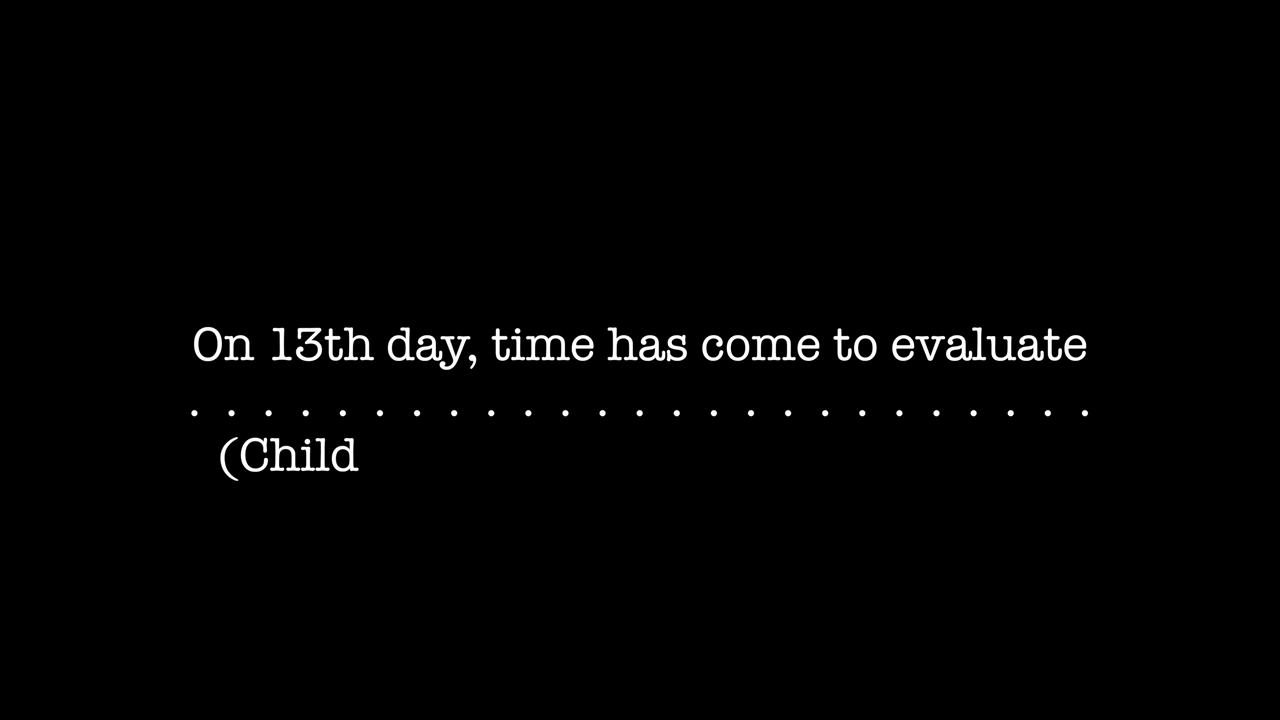 On 13th day, time has come to evaluate
. . . . . . . . . . . . . . . . . . . . . . . . .
(Child